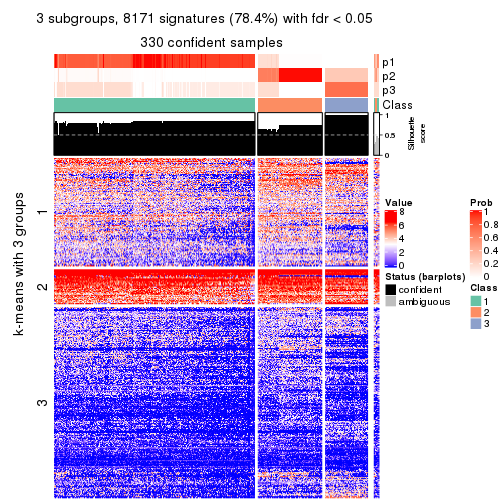 3 subgroups, 8171 signatures (78.4%) with fdr < 0.05
330 confident samples
p1
p2
p3
Class
1
0.5
0
Silhouette
score
k-means with 3 groups
1
2
3
Value
8
6
4
2
0
Status (barplots)
confident
ambiguous
Prob
1
0.8
0.6
0.4
0.2
0
Class
1
2
3